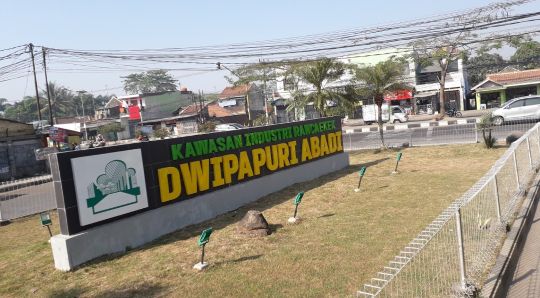 KAWASAN INDUSTRI RANCAEKEK
DWIPAPURI ABADI